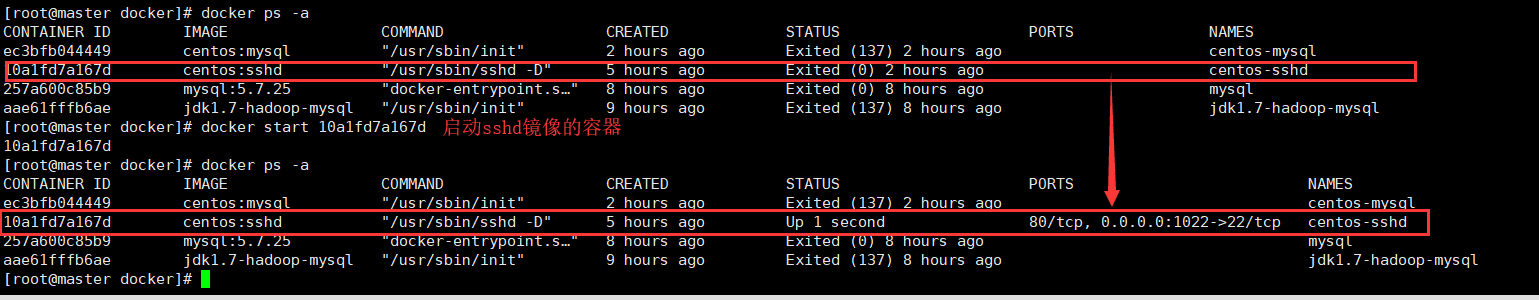 [root@master docker]# docker ps -a
CONTAINER ID IMAGE COMMAND CREATED STATUS PORTS NAMES
ec3bfb044449 centos:mysql "/usr/sbin/init" 2 hours ago Exited (137) 2 hours ago centos-mysql
10a1fd7a167d centos:sshd "/usr/sbin/sshd -D" 5 hours ago Exited (0) 2 hours ago centos-sshd
257a600c85b9 mysql:5.7.25 "docker-entrypoint.s…" 8 hours ago Exited (0) 8 hours ago mysql
aae61fffb6ae jdk1.7-hadoop-mysql "/usr/sbin/init" 9 hours ago Exited (137) 8 hours ago jdk1.7-hadoop-mysql
[root@master docker]# docker start 10a1fd7a167d 启动sshd镜像的容器
10a1fd7a167d
[root@master docker]# docker ps -a
CONTAINER ID IMAGE COMMAND CREATED STATUS PORTS NAMES
ec3bfb044449 centos:mysql "/usr/sbin/init" 2 hours ago Exited (137) 2 hours ago centos-mysql
10a1fd7a167d centos:sshd "/usr/sbin/sshd -D" 5 hours ago Up 1 second 80/tcp, 0.0.0.0:1022->22/tcp centos-sshd
257a600c85b9 mysql:5.7.25 "docker-entrypoint.s…" 8 hours ago Exited (0) 8 hours ago mysql
aae61fffb6ae jdk1.7-hadoop-mysql "/usr/sbin/init" 9 hours ago Exited (137) 8 hours ago jdk1.7-hadoop-mysql
[root@master docker]#